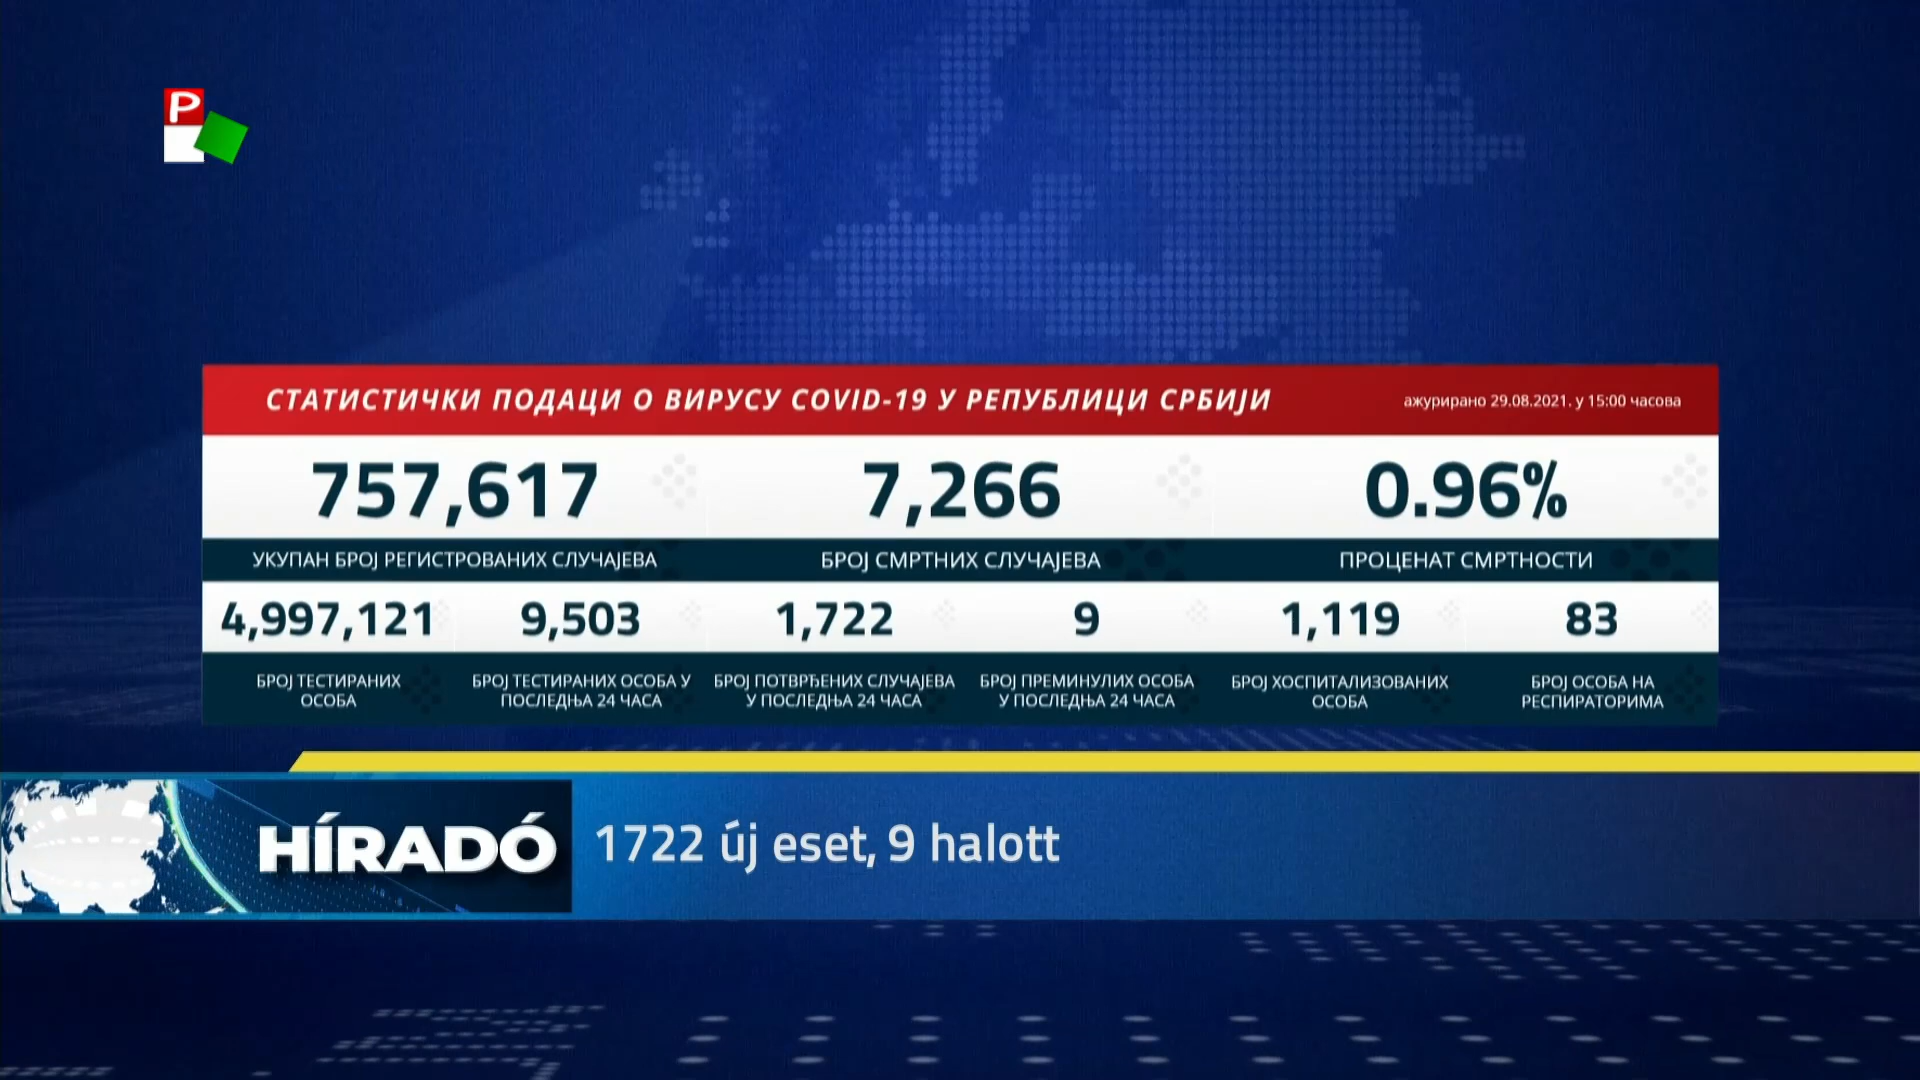 P
СТАТИСТИЧКИ ПОДАЦИ О ВИРУСУ COVID-19 У РЕПУБЛИЦИ СРБИЈИ
ажурирано 29.08.2021. у 15:00 часова
757,617 7,266 0.96%
УКУПАН БРОЈ РЕГИСТРОВАНИХ СЛУЧАЈЕВА БРОЈ СМРТНИХ СЛУЧАЈЕВА ПРОЦЕНАТ СМРТНОСТИ
4,997,121 9,503 1,722 9 1,119 83
БРОЈ ТЕСТИРАНИХ
ОСОБА
БРОЈ ТЕСТИРАНИХ ОСОБА У
ПОСЛЕДЊА 24 ЧАСА
БРОЈ ПОТВРЂЕНИХ СЛУЧАЈЕВА
У ПОСЛЕДЊА 24 ЧАСА
БРОЈ ПРЕМИНУЛИХ ОСОБА
У ПОСЛЕДЊА 24 ЧАСА
БРОЈ ХОСПИТАЛИЗОВАНИХ
ОСОБА
БРОЈ ОСОБА НА
РЕСПИРАТОРИМА
HÍRADÓ
1722 új eset, 9 halott